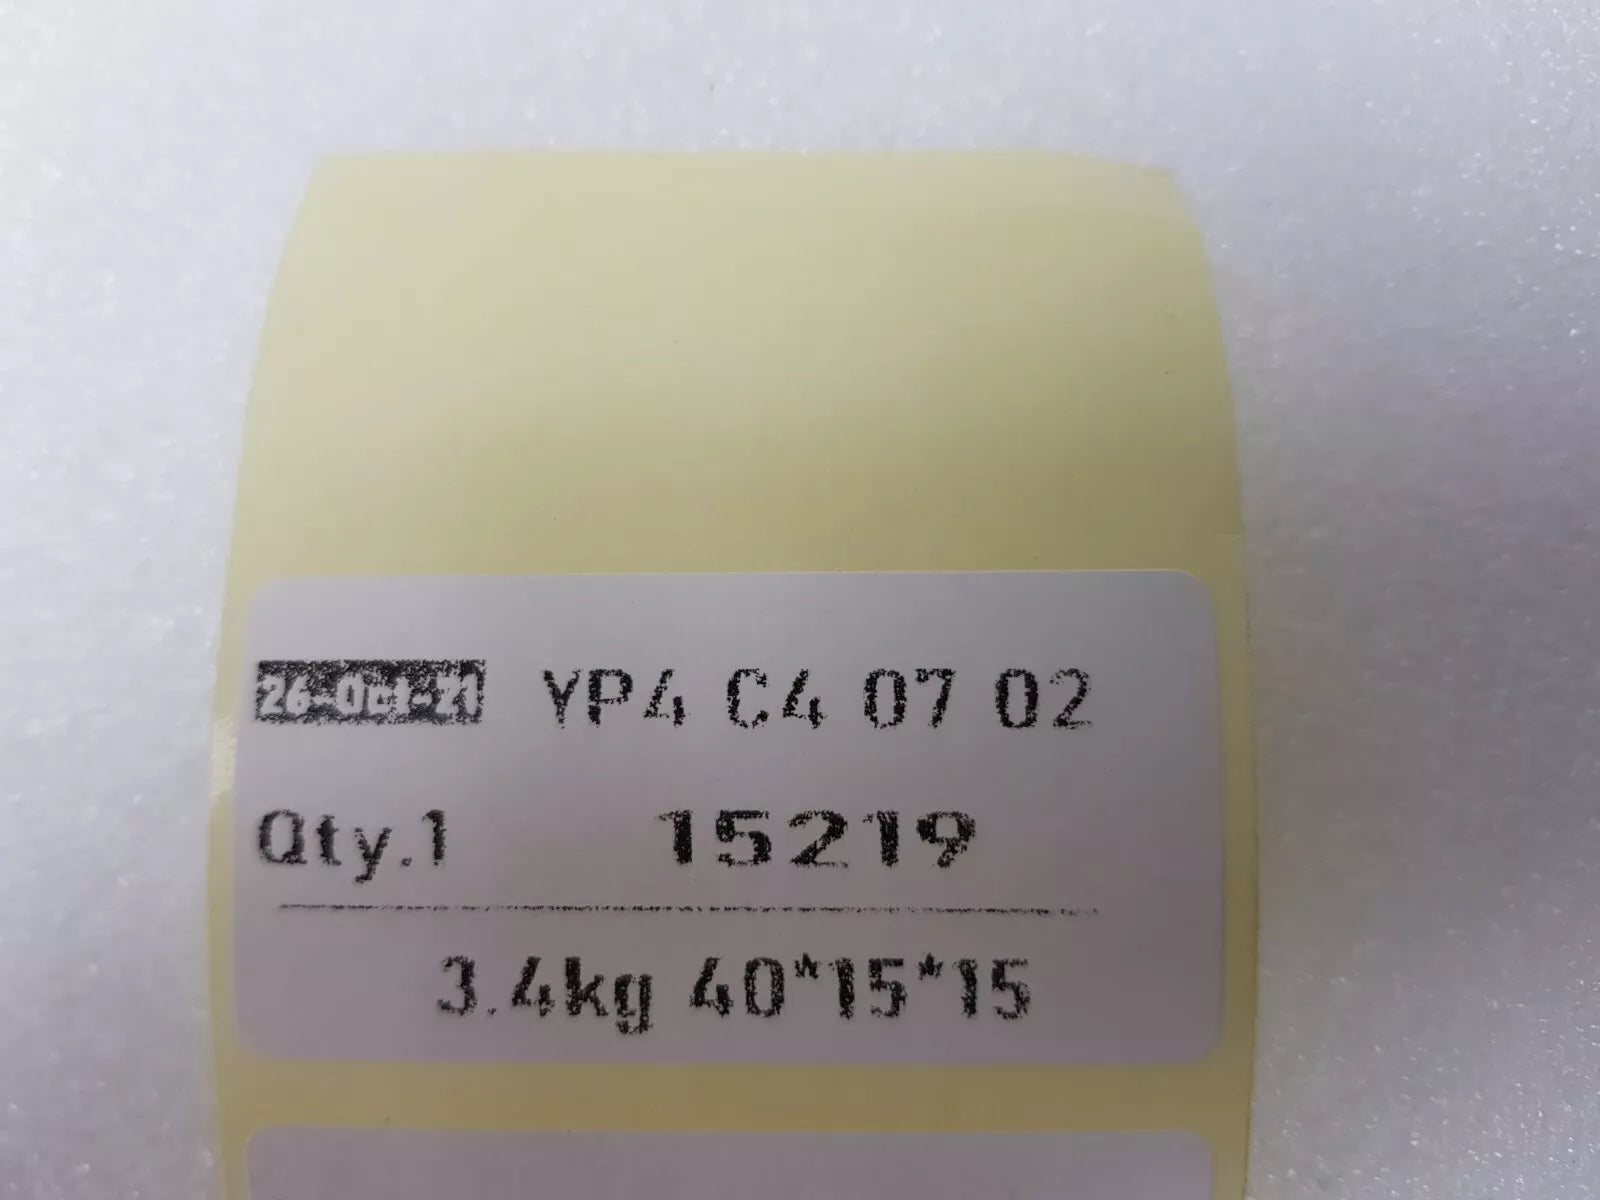 26-Oct-21 YP4 C4 07 02
Qty.1 15219
3.4kg 40*15*15